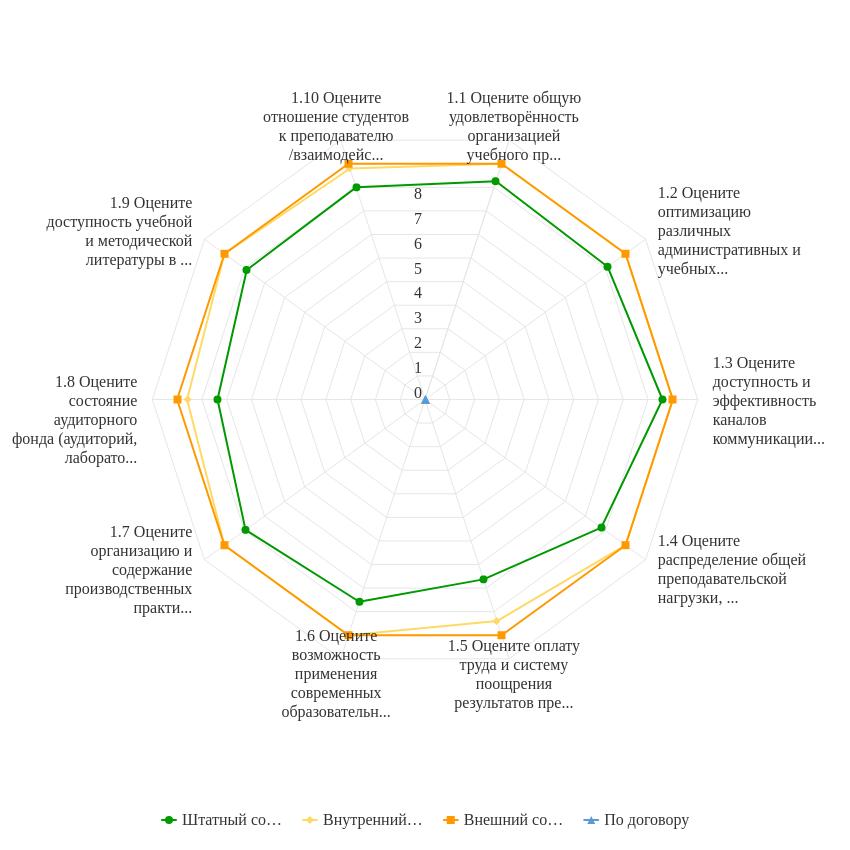 1.10 Оцените
отношение студентов
к преподавателю
/взаимодейс...
1.1 Оцените общую
удовлетворённость
организацией
учебного пр...
1.2 Оцените
оптимизацию
различных
административных и
учебных...
1.9 Оцените
доступность учебной
и методической
литературы в ...
8
7
6
5
4
3
2
1
0
1.3 Оцените
доступность и
эффективность
каналов
коммуникации...
1.8 Оцените
состояние
аудиторного
фонда (аудиторий,
лаборато...
1.7 Оцените
организацию и
содержание
производственных
практи...
1.4 Оцените
распределение общей
преподавательской
нагрузки, ...
1.6 Оцените
возможность
применения
современных
образовательн...
1.5 Оцените оплату
труда и систему
поощрения
результатов пре...
Штатный со… Внутренний… Внешний со… По договору